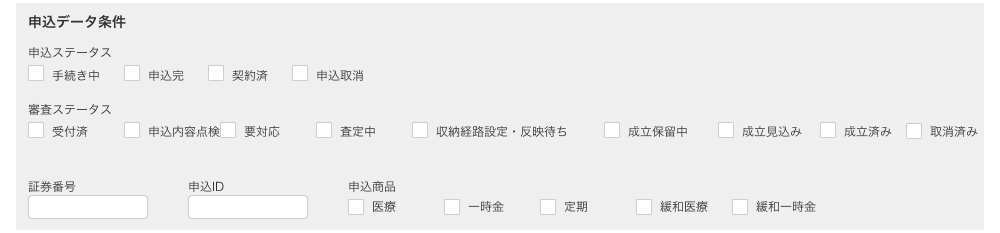 申込データ条件
申込ステータス
手続き中 申込完 契約済 申込取消
審査ステータス
受付済 申込内容点検 要対応 査定中 収納経路設定・反映待ち 成立保留中 成立見込み 成立済み 取消済み
証券番号 申込ID 申込商品
医療 一時金 定期 緩和医療 緩和一時金